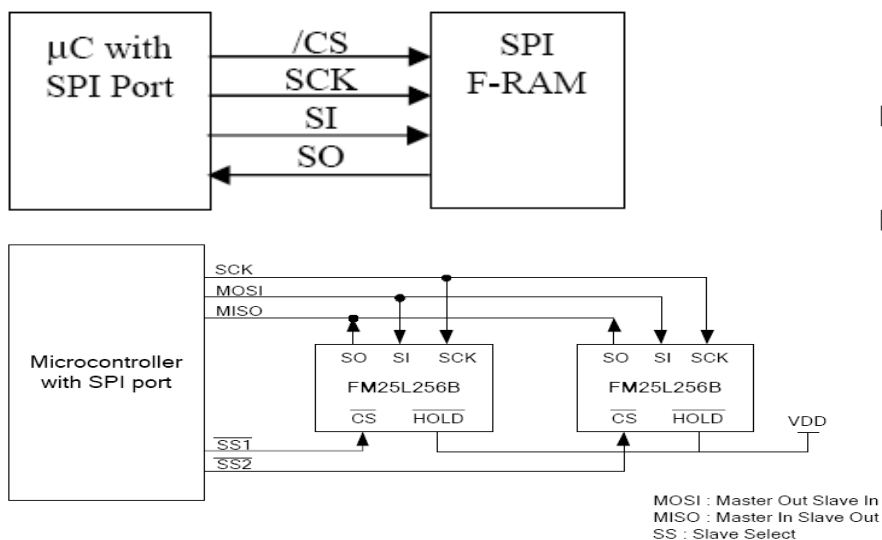 µC with
SPI Port
/CS
SCK
SI
SO
SPI
F-RAM
Microcontroller
with SPI port
SCK
MOSI
MISO
SS1
SS2
SO SI SCK
FM25L256B
CS HOLD
SO SI SCK
FM25L256B
CS HOLD
VDD
MOSI : Master Out Slave In
MISO : Master In Slave Out
SS : Slave Select